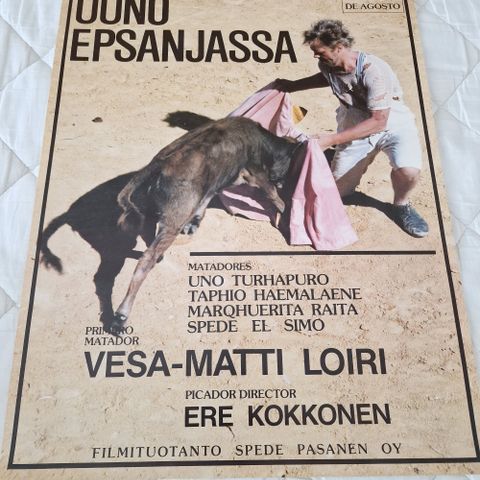 UUNO
DE AGOSTO
EPSANJASSA
MATADORES
UNO TURHAPURO
TAPHIO HAEMALAENE
MARQHUERITA RAITA
SPEDE EL SIMO
PRIMERO
MATADOR
VESA-MATTI LOIRI
PICADOR DIRECTOR
ERE KOKKONEN
FILMITUOTANTO SPEDE PASANEN OY